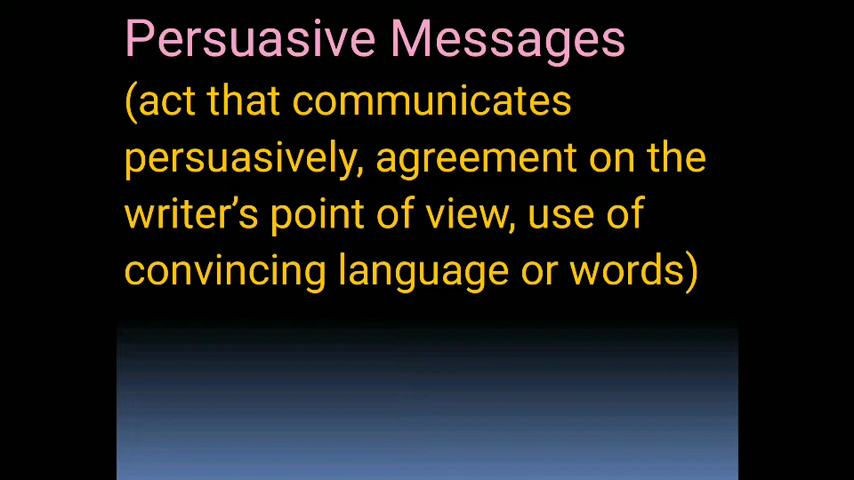 Persuasive Messages
(act that communicates
persuasively, agreement on the
writer’s point of view, use of
convincing language or words)